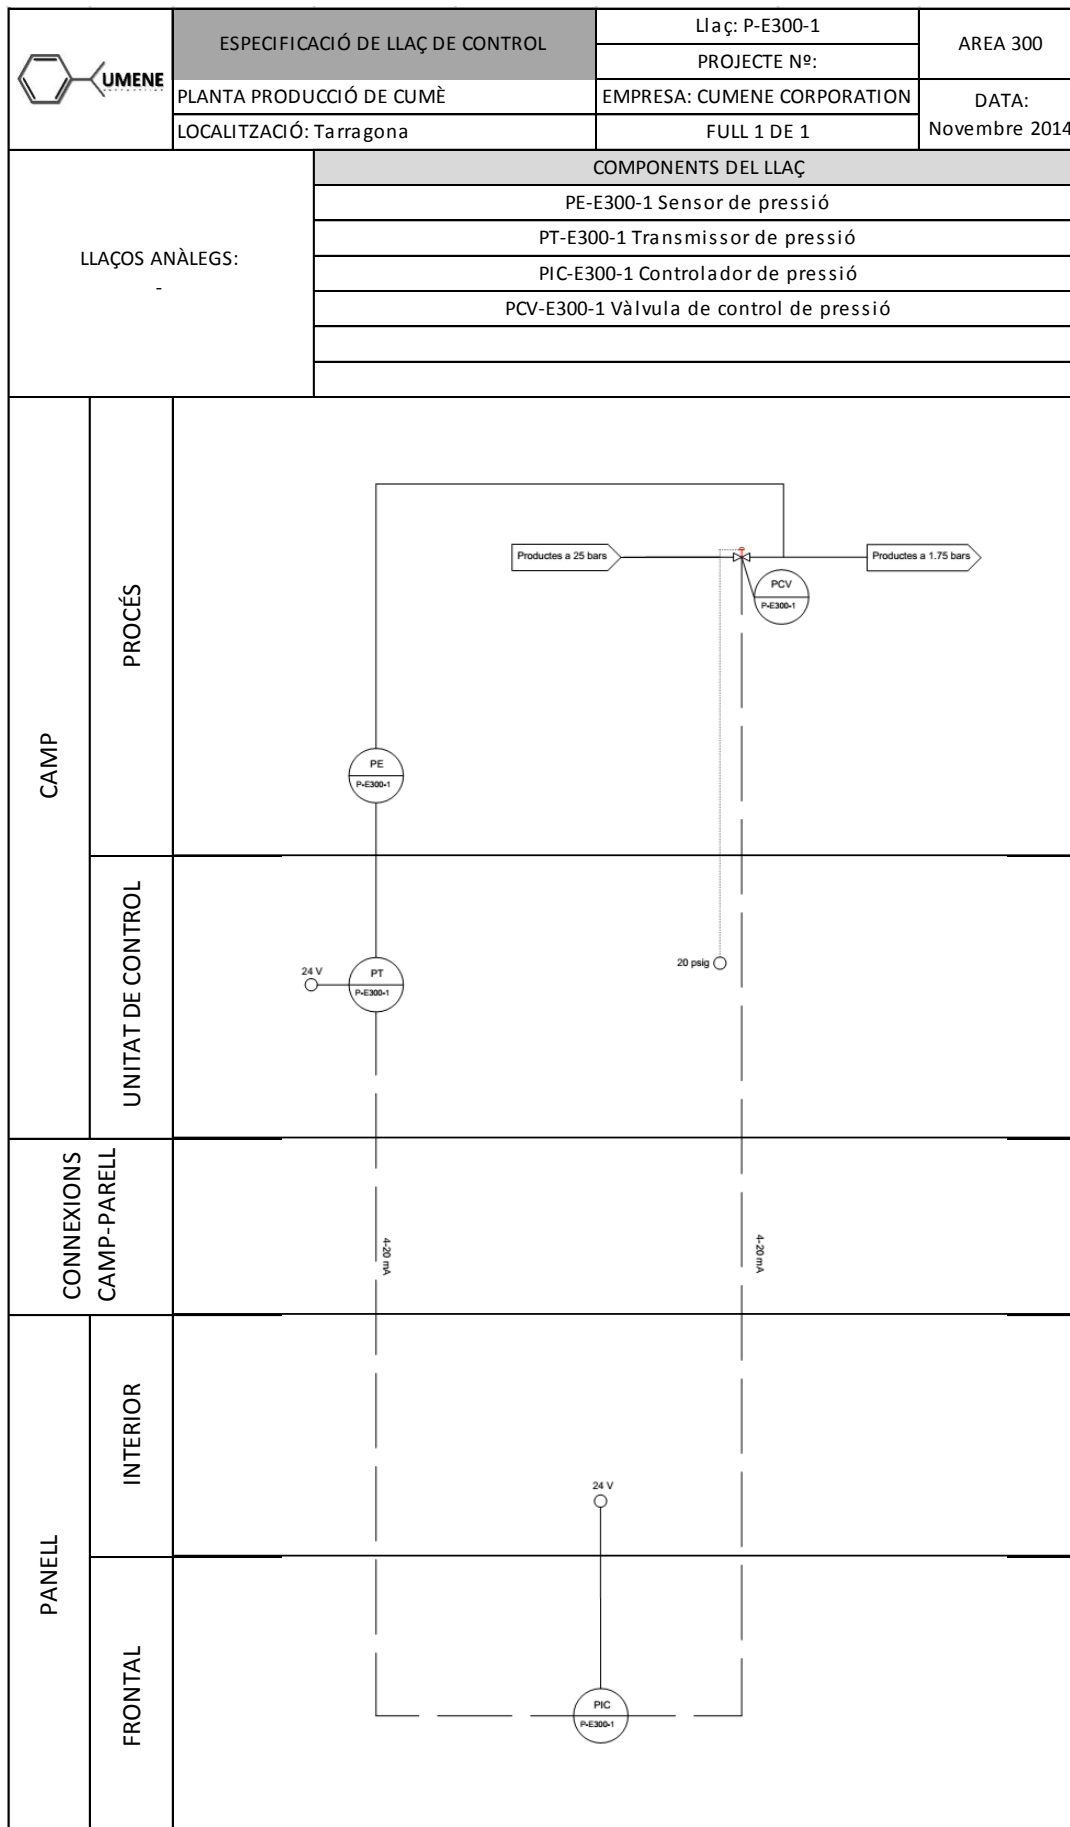 UMENE
ESPECIFICACIÓ DE LLAÇ DE CONTROL
Llaç: P-E300-1
AREA 300
PROJECTE Nº:
PLANTA PRODUCCIÓ DE CUMÈ
EMPRESA: CUMENE CORPORATION
DATA:
Novembre 2014
LOCALITZACIÓ: Tarragona
FULL 1 DE 1
LLAÇOS ANÀLEGS:
-
COMPONENTS DEL LLAÇ
PE-E300-1 Sensor de pressió
PT-E300-1 Transmissor de pressió
PIC-E300-1 Controlador de pressió
PCV-E300-1 Vàlvula de control de pressió
CAMP
PROCÉS
Productes a 25 bars
Productes a 1.75 bars
PCV
P-E300-1
PE
P-E300-1
UNITAT DE CONTROL
24 V
PT
P-E300-1
20 psig
CONNEXIONS
CAMP-PARELL
4-20 mA
4-20 mA
PANELL
INTERIOR
24 V
FRONTAL
PIC
P-E300-1